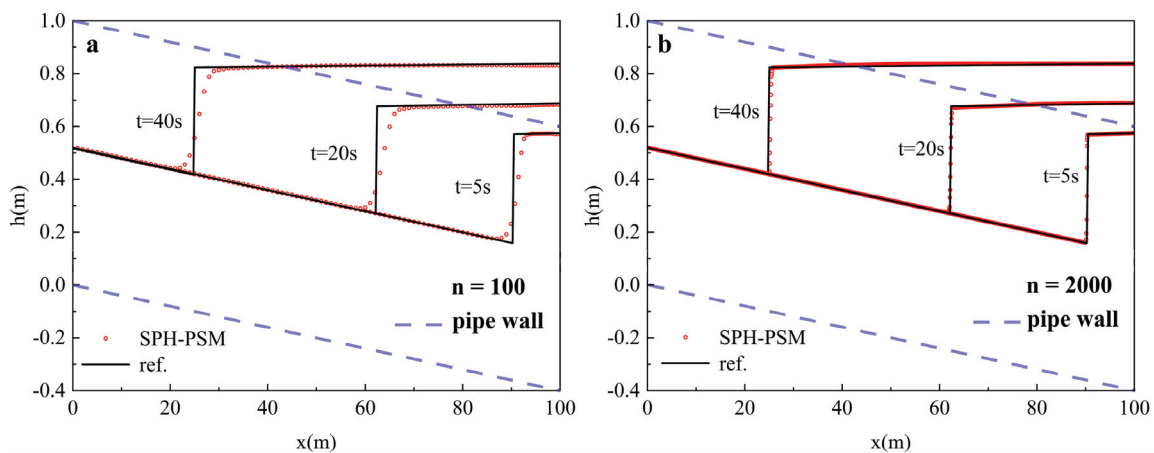 a
1.0
0.8
0.6
0.4
0.2
0.0
-0.2
-0.4
h(m)
t=40s
t=20s
t=5s
n = 100
pipe wall
SPH-PSM
ref.
0 20 40 60 80 100
x(m)
b
1.0
0.8
0.6
0.4
0.2
0.0
-0.2
-0.4
h(m)
t=40s
t=20s
t=5s
n = 2000
pipe wall
SPH-PSM
ref.
0 20 40 60 80 100
x(m)